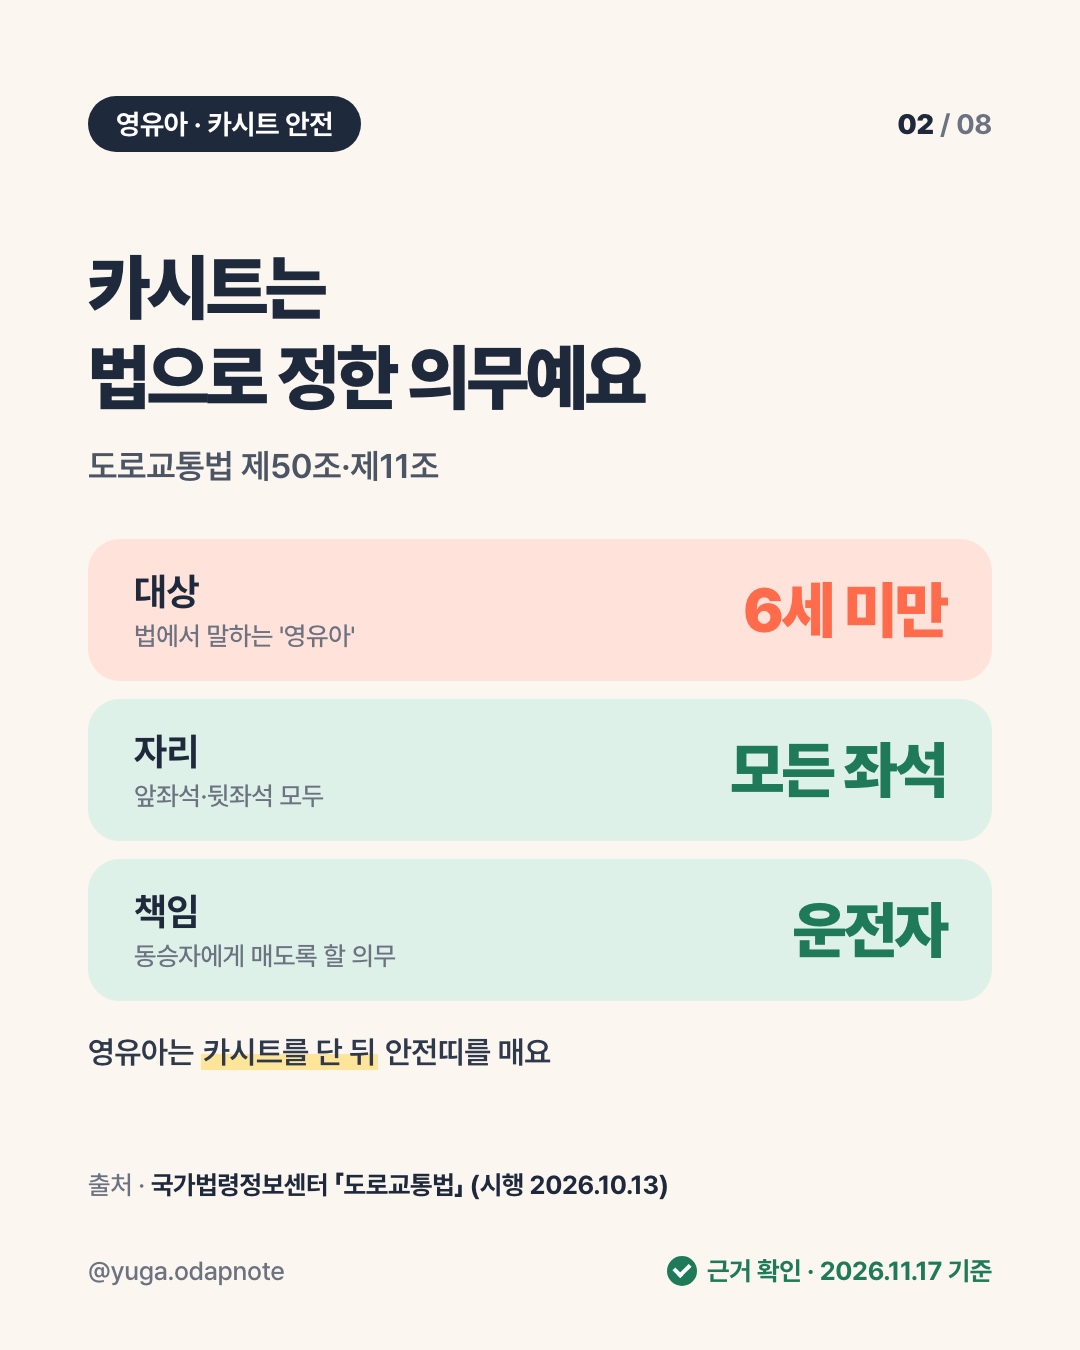 영유아 · 카시트 안전
02 / 08
카시트는
법으로 정한 의무예요
도로교통법 제50조·제11조
대상
법에서 말하는 '영유아'
6세 미만
자리
앞좌석·뒷좌석 모두
모든 좌석
책임
동승자에게 매도록 할 의무
운전자
영유아는 카시트를 단 뒤 안전띠를 매요
출처 · 국가법령정보센터 「도로교통법」 (시행 2026.10.13)
@yuga.odapnote
근거 확인 · 2026.11.17 기준